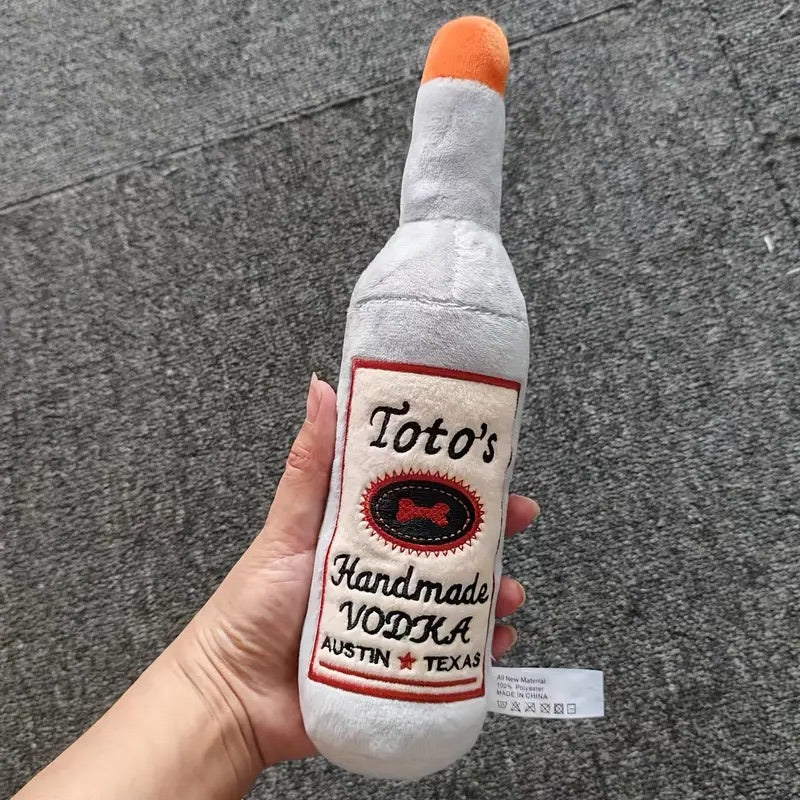 Toto's
Handmade
VODKA
AUSTIN ★ TEXAS
All New Material
100% Polyester
MADE IN CHINA